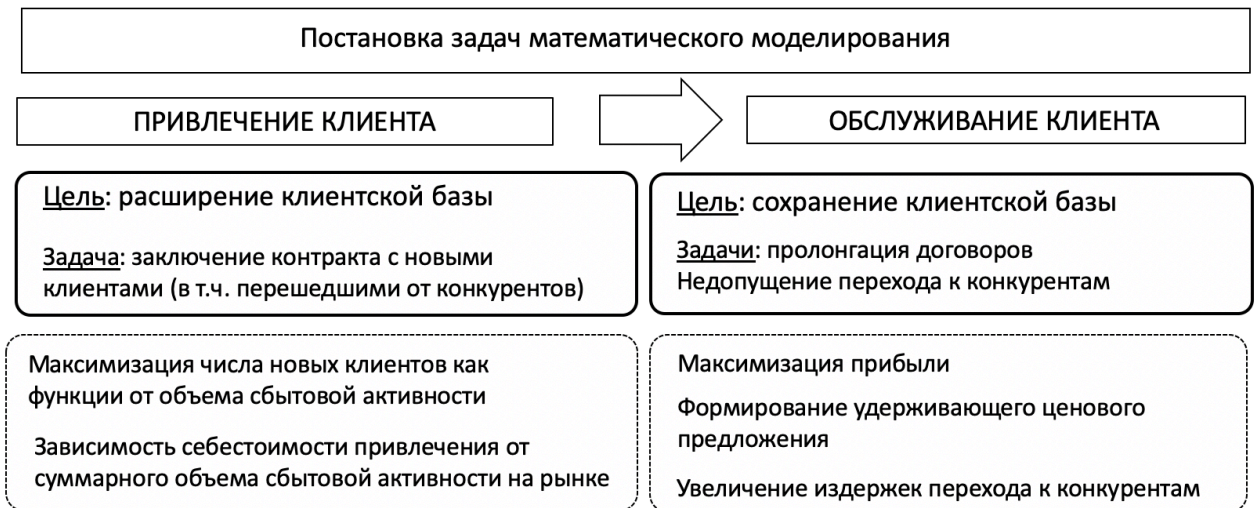 Постановка задач математического моделирования
ПРИВЛЕЧЕНИЕ КЛИЕНТА
ОБСЛУЖИВАНИЕ КЛИЕНТА
Цель: расширение клиентской базы
Задача: заключение контракта с новыми
клиентами (в т.ч. перешедшими от конкурентов)
Цель: сохранение клиентской базы
Задачи: пролонгация договоров
Недопущение перехода к конкурентам
Максимизация числа новых клиентов как
функции от объема сбытовой активности
Зависимость себестоимости привлечения от
суммарного объема сбытовой активности на рынке
Максимизация прибыли
Формирование удерживающего ценового
предложения
Увеличение издержек перехода к конкурентам